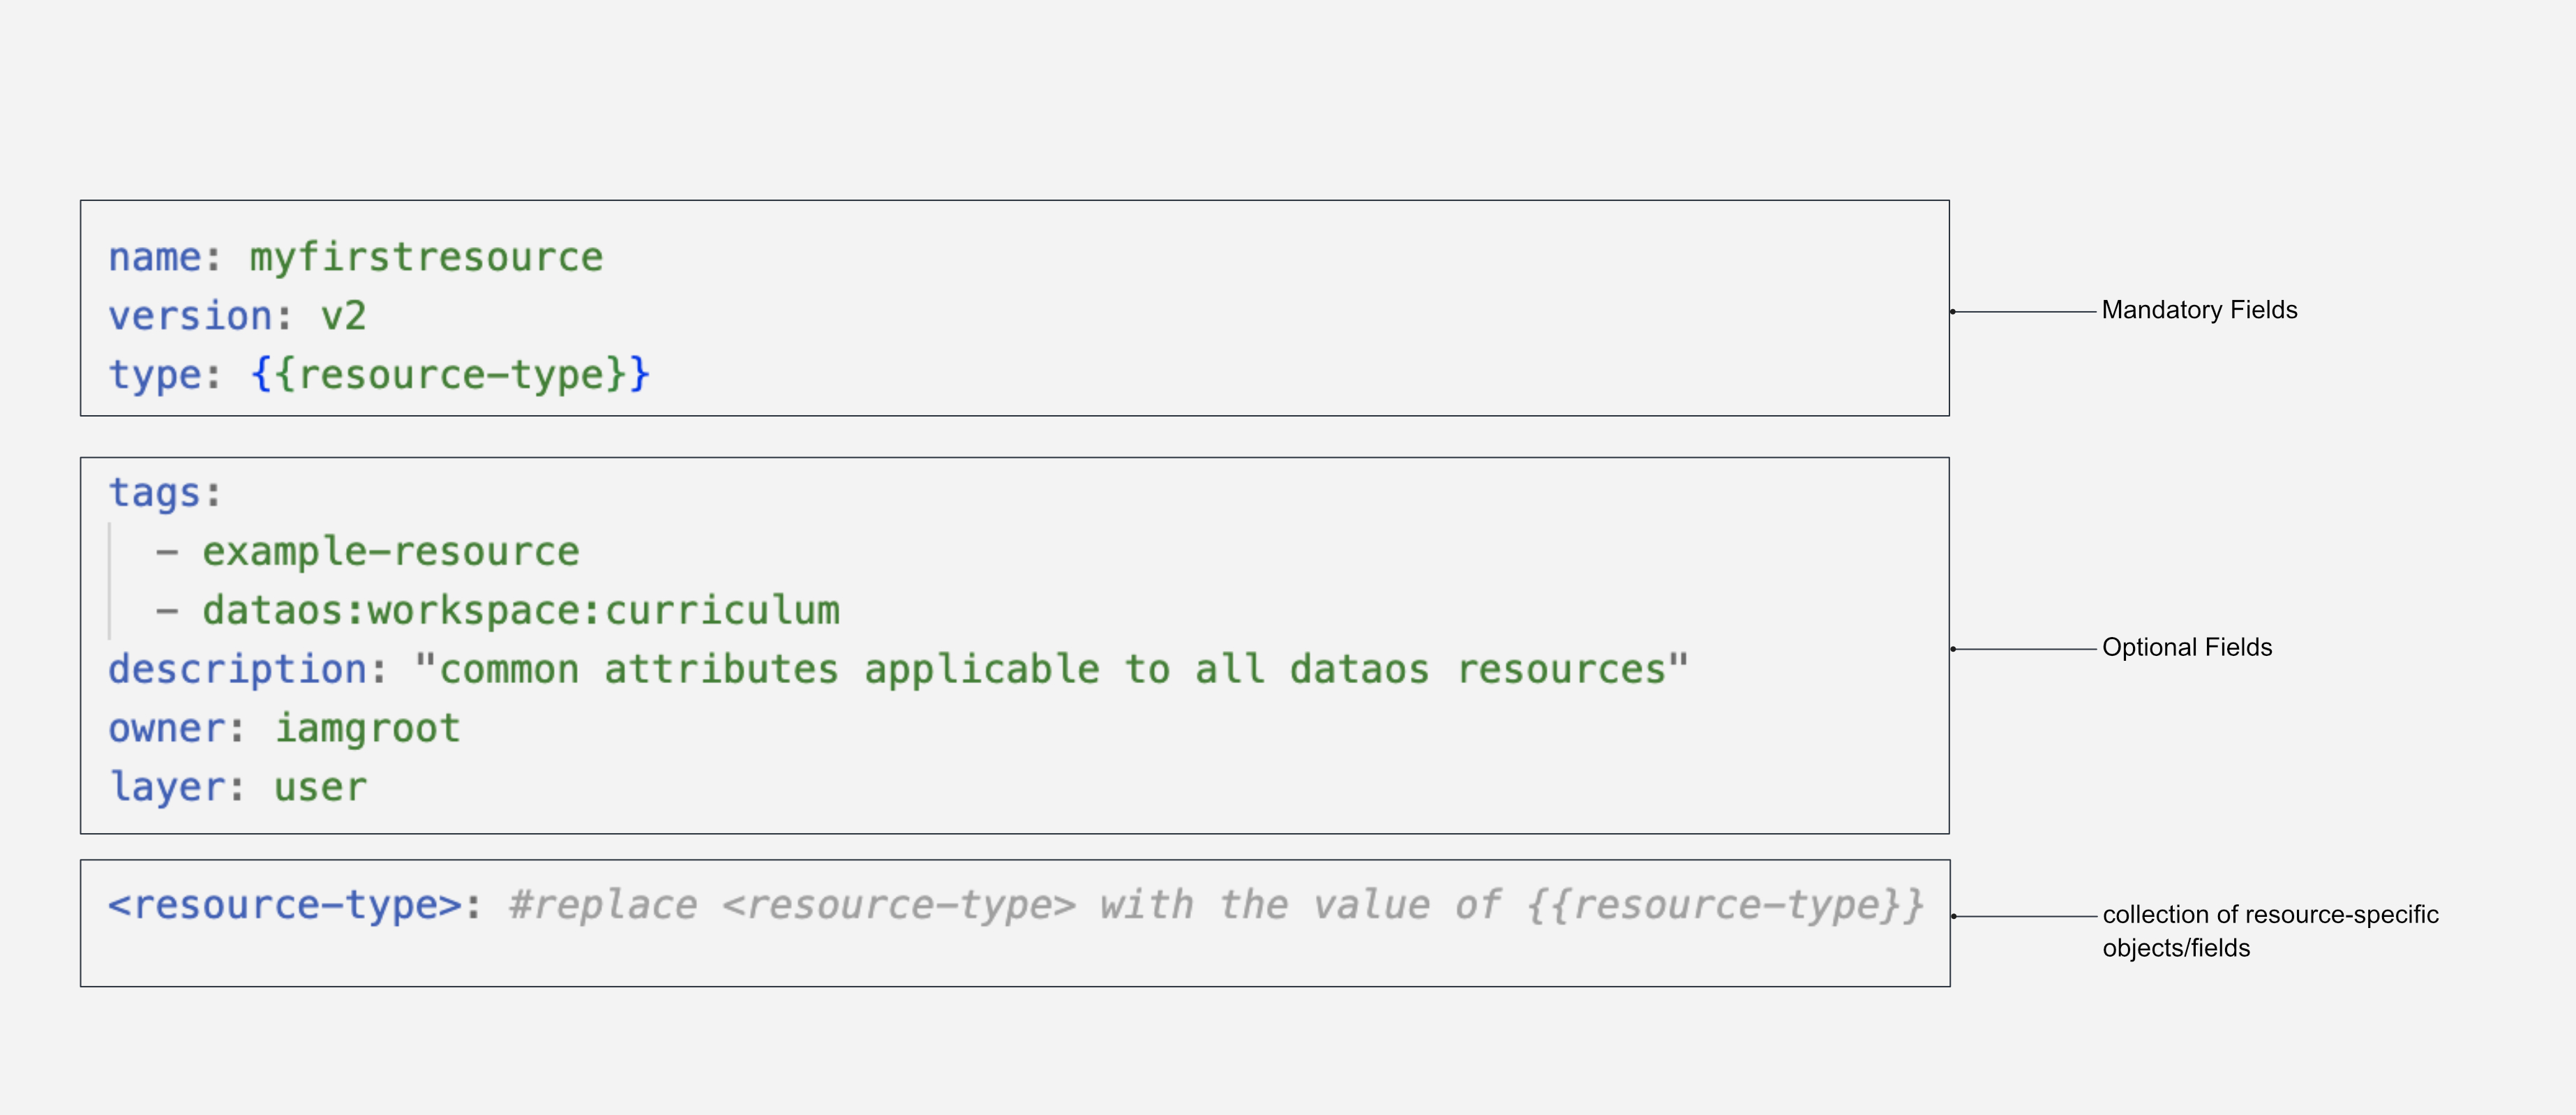 name: myfirstresource
version: v2
type: {{resource-type}}
Mandatory Fields
tags:
- example-resource
- dataos:workspace:curriculum
description: "common attributes applicable to all dataos resources"
owner: iamgroot
layer: user
Optional Fields
<resource-type>: #replace <resource-type> with the value of {{resource-type}}
collection of resource-specific
objects/fields